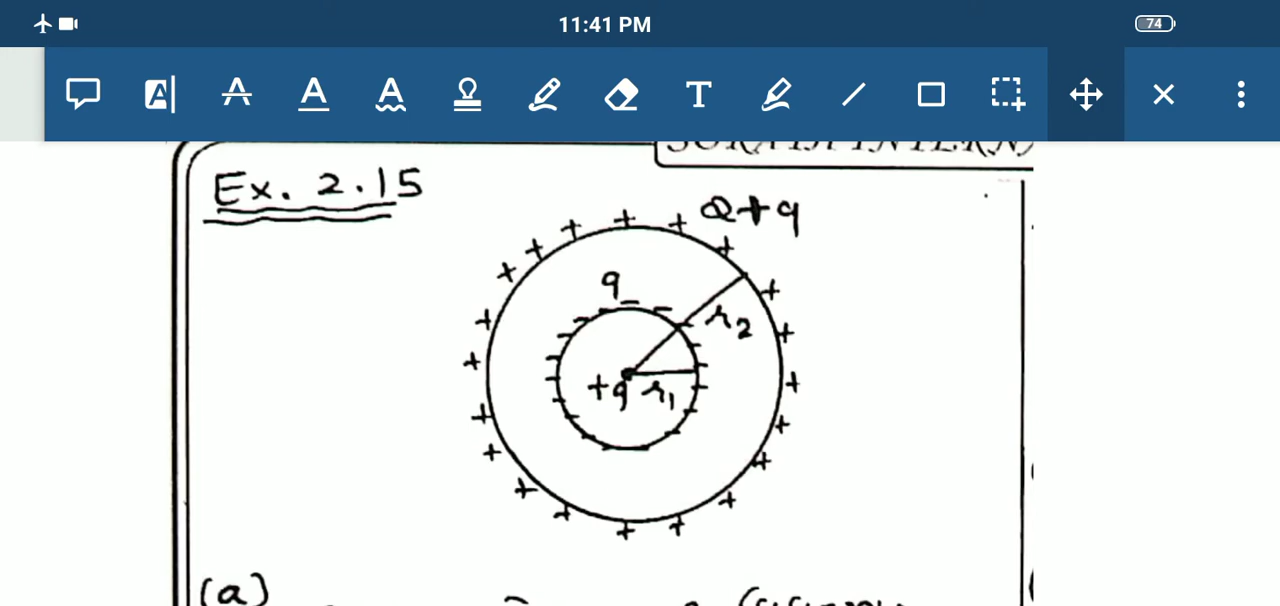 11:41 PM
74
A A A A T
Ex. 2.15
Q+q
q
r2
+q r1
(a)